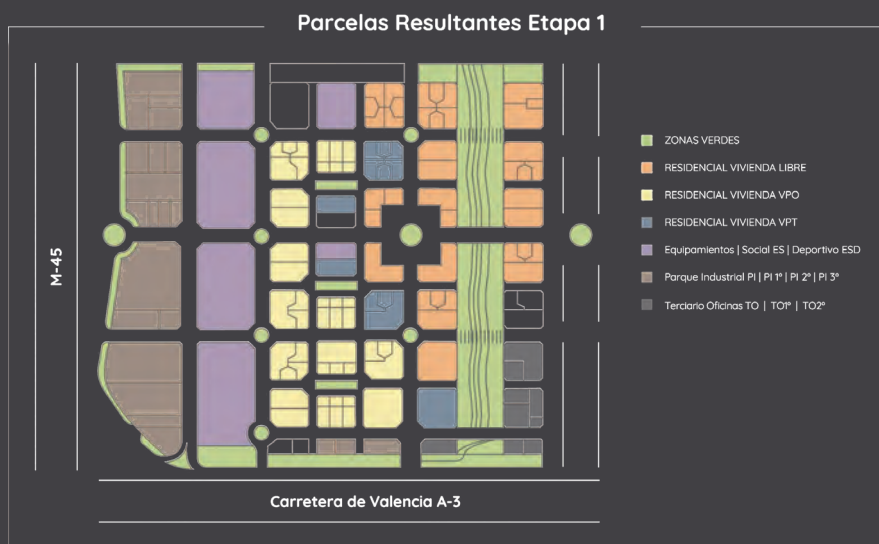 Parcelas Resultantes Etapa 1
M-45
ZONAS VERDES
RESIDENCIAL VIVIENDA LIBRE
RESIDENCIAL VIVIENDA VPO
RESIDENCIAL VIVIENDA VPT
Equipamientos | Social ES | Deportivo ESD
Parque Industrial PI | PI 1º | PI 2º | PI 3º
Terciario Oficinas TO | TO1º | TO2º
Carretera de Valencia A-3